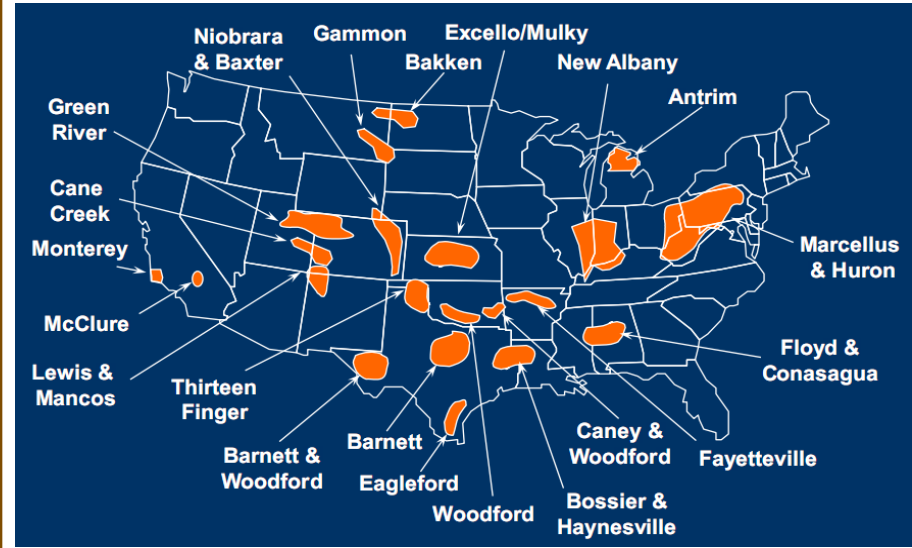 Niobrara
& Baxter
Gammon
Excello/Mulky
Bakken
New Albany
Antrim
Green
River
Cane
Creek
Monterey
McClure
Lewis &
Mancos
Thirteen
Finger
Barnett &
Woodford
Barnett
Eagleford
Woodford
Bossier &
Haynesville
Caney &
Woodford
Fayetteville
Floyd &
Conasagua
Marcellus
& Huron